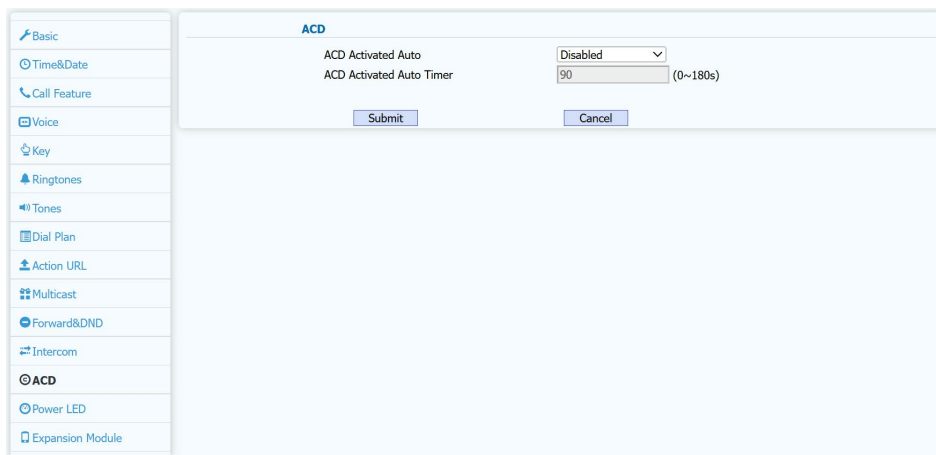 Basic
Time&Date
Call Feature
Voice
Key
Ringtones
Tones
Dial Plan
Action URL
Multicast
Forward&DND
Intercom
ACD
Power LED
Expansion Module
ACD
ACD Activated Auto Disabled
ACD Activated Auto Timer 90 (0~180s)
Submit Cancel